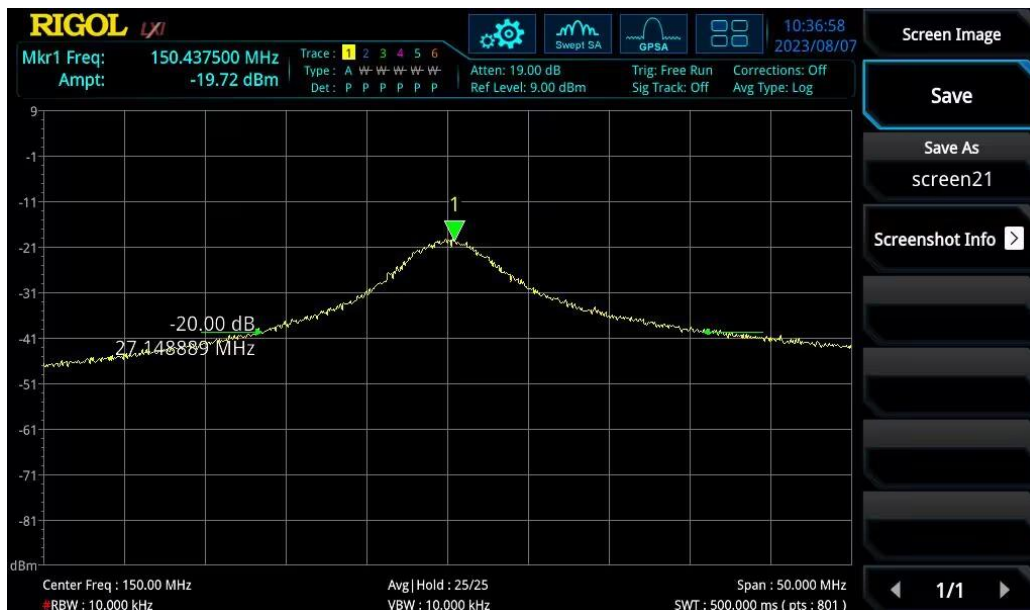 RIGOL LXI
Mkr1 Freq: 150.437500 MHz
Ampt: -19.72 dBm
Trace: 1 2 3 4 5 6
Type: A W W W W W
Det: P P P P P P
Swept SA
GPSA
10:36:58
2023/08/07
Atten: 19.00 dB Trig: Free Run Corrections: Off
Ref Level: 9.00 dBm Sig Track: Off Avg Type: Log
9
-1
-11
-21
-31
-41
-51
-61
-71
-81
dBm
1
-20.00 dB
27.148889 MHz
Center Freq : 150.00 MHz Avg|Hold : 25/25 Span : 50.000 MHz
#RBW : 10.000 kHz VBW : 10.000 kHz SWT : 500.000 ms ( pts : 801 )
Screen Image
Save
Save As
screen21
Screenshot Info >
1/1